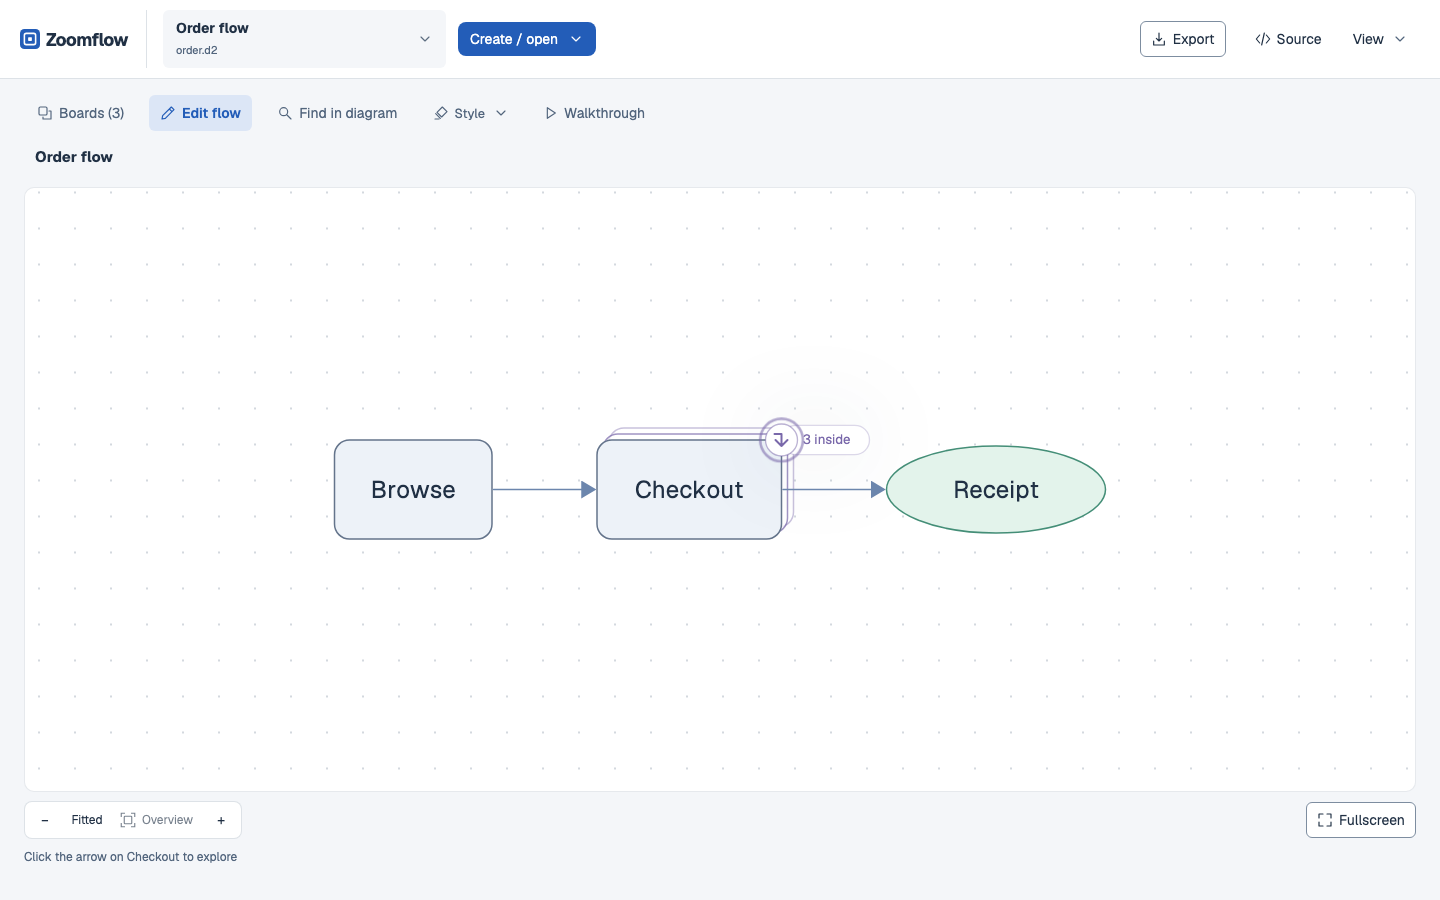 Zoomflow
Order flow
order.d2
Create / open
Export
Source
View
Boards (3)
Edit flow
Find in diagram
Style
Walkthrough
Order flow
Browse
Checkout
3 inside
Receipt
− Fitted Overview +
Fullscreen
Click the arrow on Checkout to explore